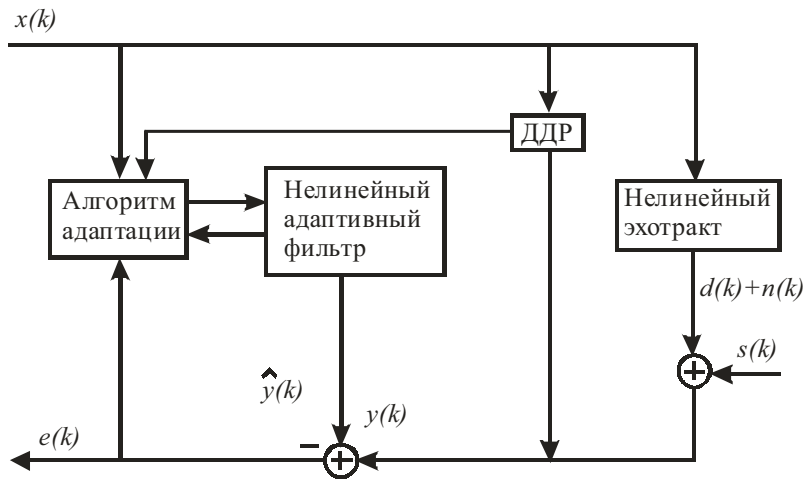 x(k)
ДДР
Алгоритм
адаптации
Нелинейный
адаптивный
фильтр
Нелинейный
эхотракт
d(k)+n(k)
s(k)
ŷ(k)
y(k)
e(k)